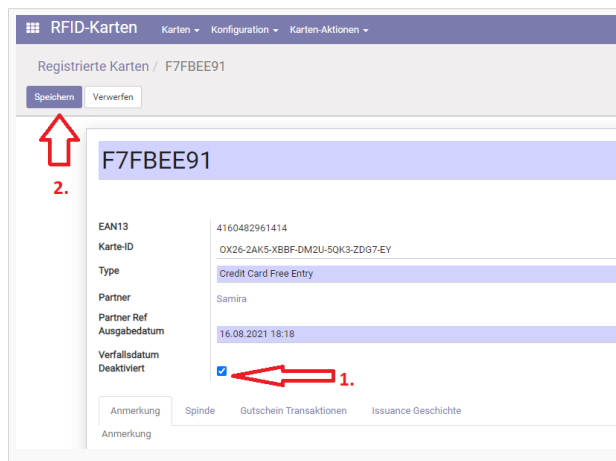 RFID-Karten Karten Konfiguration Karten-Aktionen
Registrierte Karten / F7FBEE91
Speichern Verwerfen
F7FBEE91
2.
EAN13 4160482961414
Karte-ID OX26-2AK5-XBBF-DM2U-5QK3-ZDG7-EY
Type Credit Card Free Entry
Partner Samira
Partner Ref
Ausgabedatum 16.08.2021 18:18
Verfallsdatum
Deaktiviert
1.
Anmerkung Spinde Gutschein Transaktionen Issuance Geschichte
Anmerkung